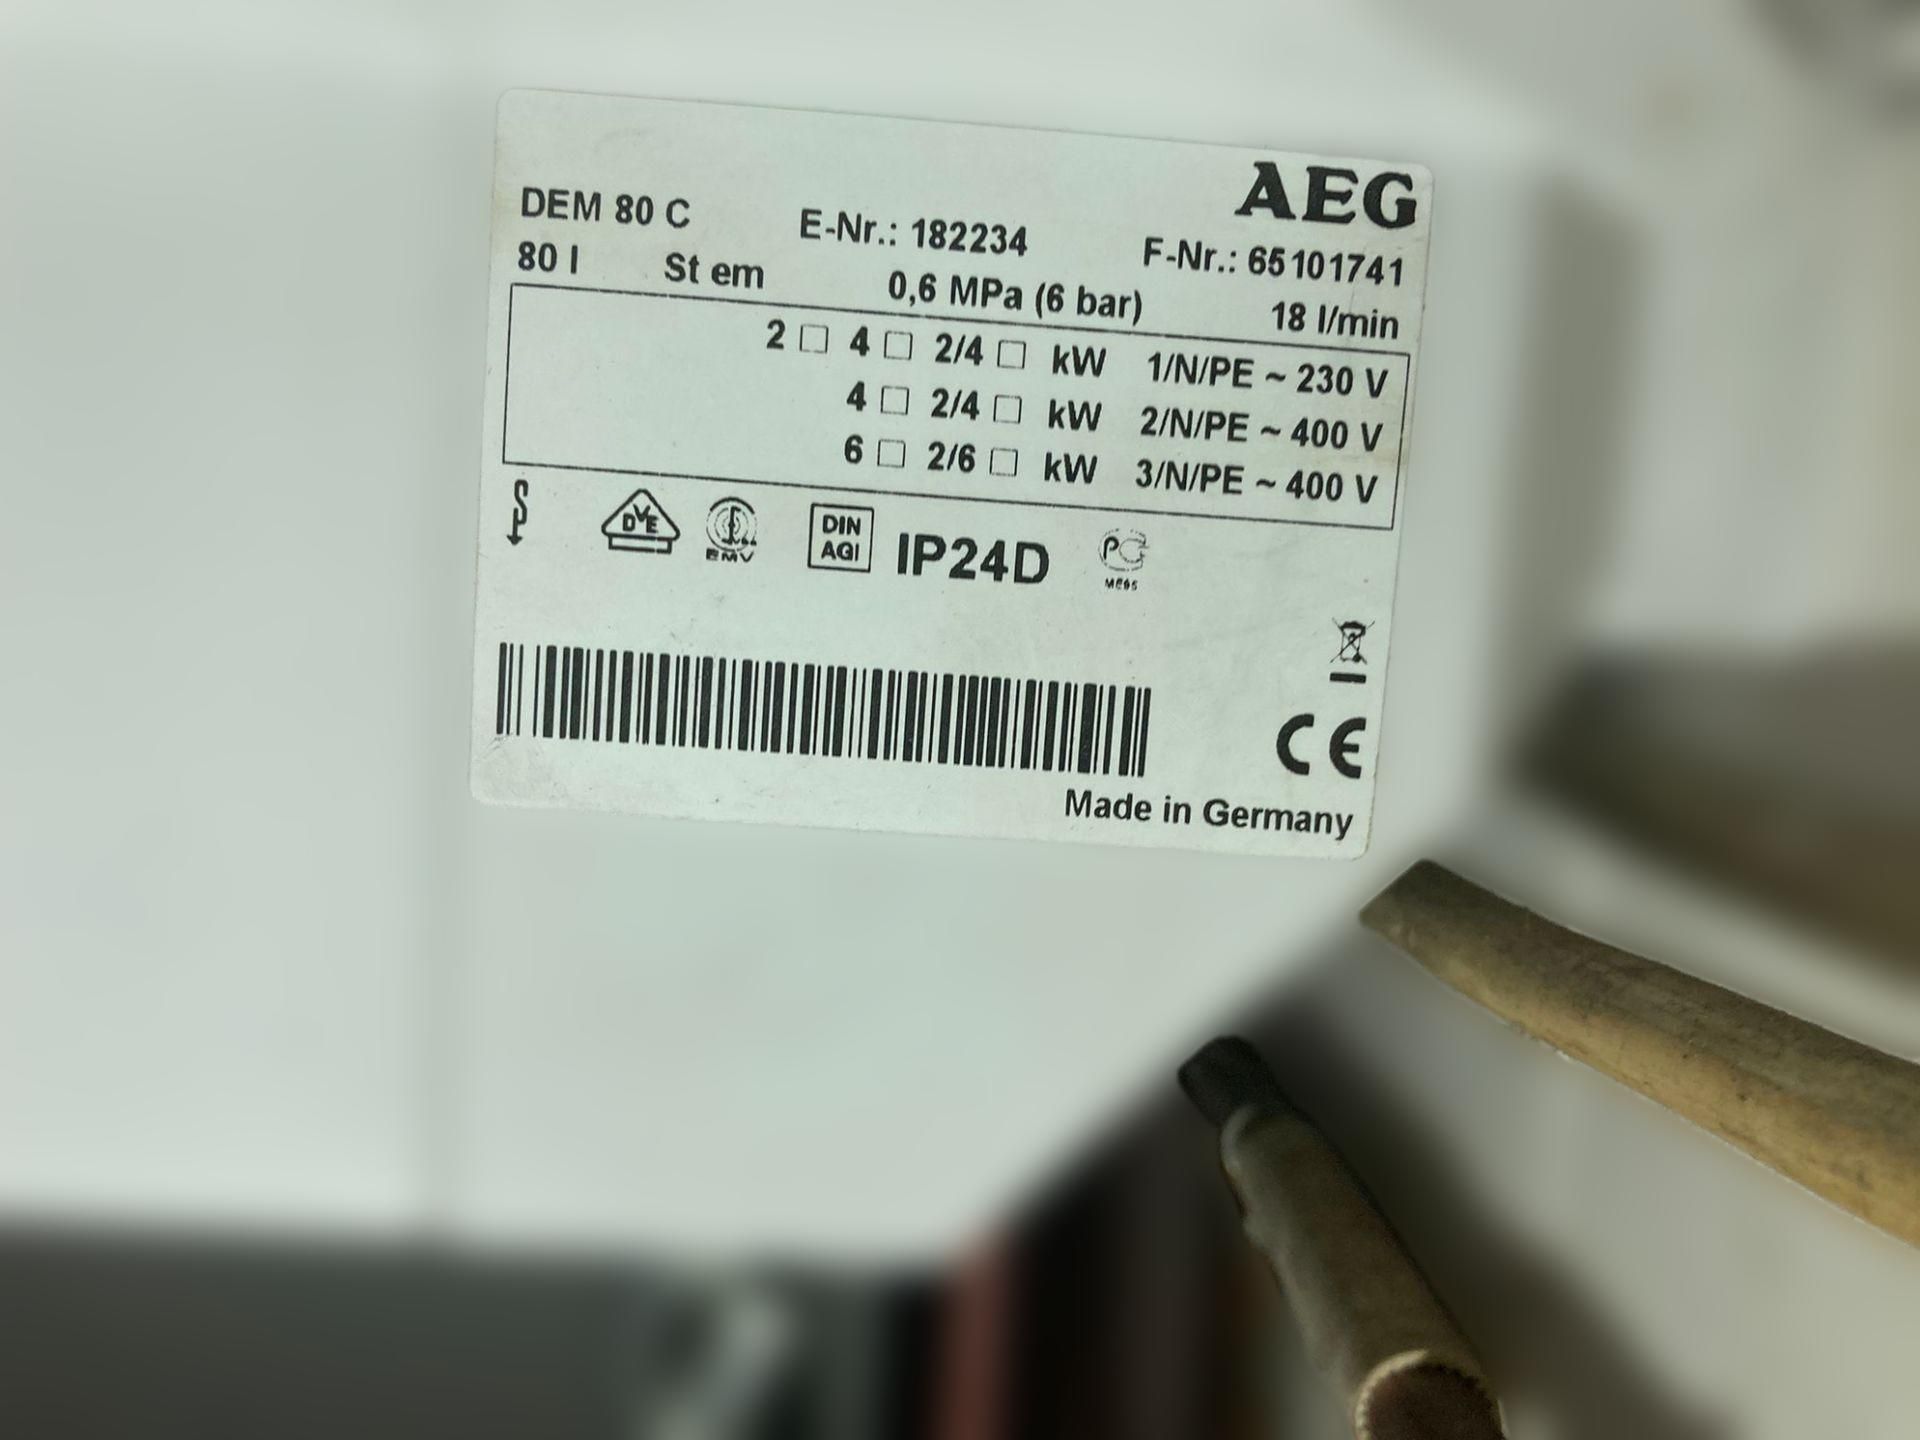 AEG
DEM 80 C E-Nr.: 182234 F-Nr.: 65101741
80 l St em 0,6 MPa (6 bar) 18 l/min
2 □ 4 □ 2/4 □ kW 1/N/PE ~ 230 V
4 □ 2/4 □ kW 2/N/PE ~ 400 V
6 □ 2/6 □ kW 3/N/PE ~ 400 V
DVE
EMV
DIN
AGI
IP24D
PC
CE
Made in Germany